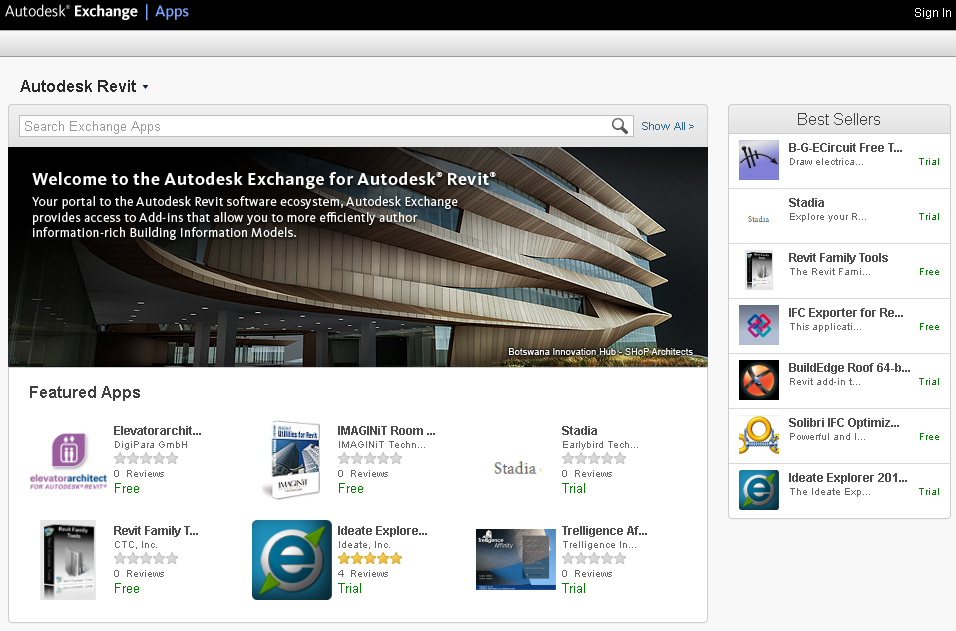 Autodesk® Exchange | Apps
Sign In
Autodesk Revit
Search Exchange Apps
Show All >
Welcome to the Autodesk Exchange for Autodesk® Revit®
Your portal to the Autodesk Revit software ecosystem, Autodesk Exchange
provides access to Add-ins that allow you to more efficiently author
information-rich Building Information Models.
Botswana Innovation Hub - SHoP Architects
Featured Apps
elevatorarchitect
FOR AUTODESK® REVIT®
Elevatorarchit...
DigiPara GmbH
0 Reviews
Free
IMAGINiT
Utilities for Revit
IMAGINiT
IMAGINiT Room ...
IMAGINiT Techn...
0 Reviews
Free
Stadia
Stadia
Earlybird Tech...
0 Reviews
Trial
Revit Family
Tools
Revit Family T...
CTC, Inc.
0 Reviews
Free
Ideate Explore...
Ideate, Inc.
4 Reviews
Trial
Trelligence
Affinity
Trelligence Af...
Trelligence In...
0 Reviews
Trial
Best Sellers
B-G-ECircuit Free T...
Draw electrica...
Trial
Stadia
Stadia
Explore your R...
Trial
Revit Family Tools
The Revit Fami...
Free
IFC Exporter for Re...
This applicati...
Free
BuildEdge Roof 64-b...
Revit add-in t...
Trial
Solibri IFC Optimiz...
Powerful and I...
Free
Ideate Explorer 201...
The Ideate Exp...
Trial